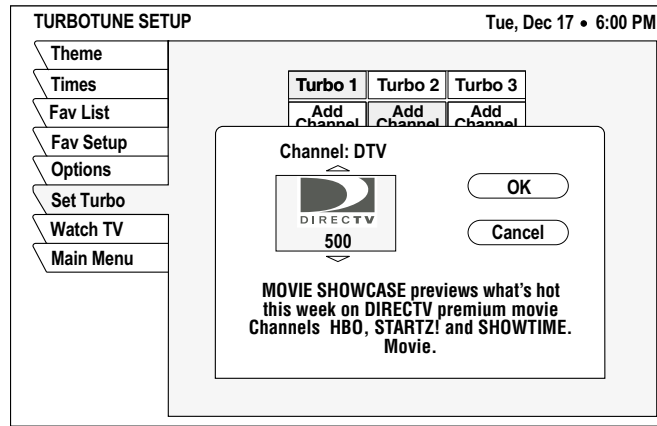 TURBOTUNE SETUP
Tue, Dec 17 • 6:00 PM
Theme
Times
Fav List
Fav Setup
Options
Set Turbo
Watch TV
Main Menu
Turbo 1 Turbo 2 Turbo 3
Add Add Add
Channel Channel Channel
Channel: DTV
DIRECTV
500
OK
Cancel
MOVIE SHOWCASE previews what's hot
this week on DIRECTV premium movie
Channels HBO, STARTZ! and SHOWTIME.
Movie.